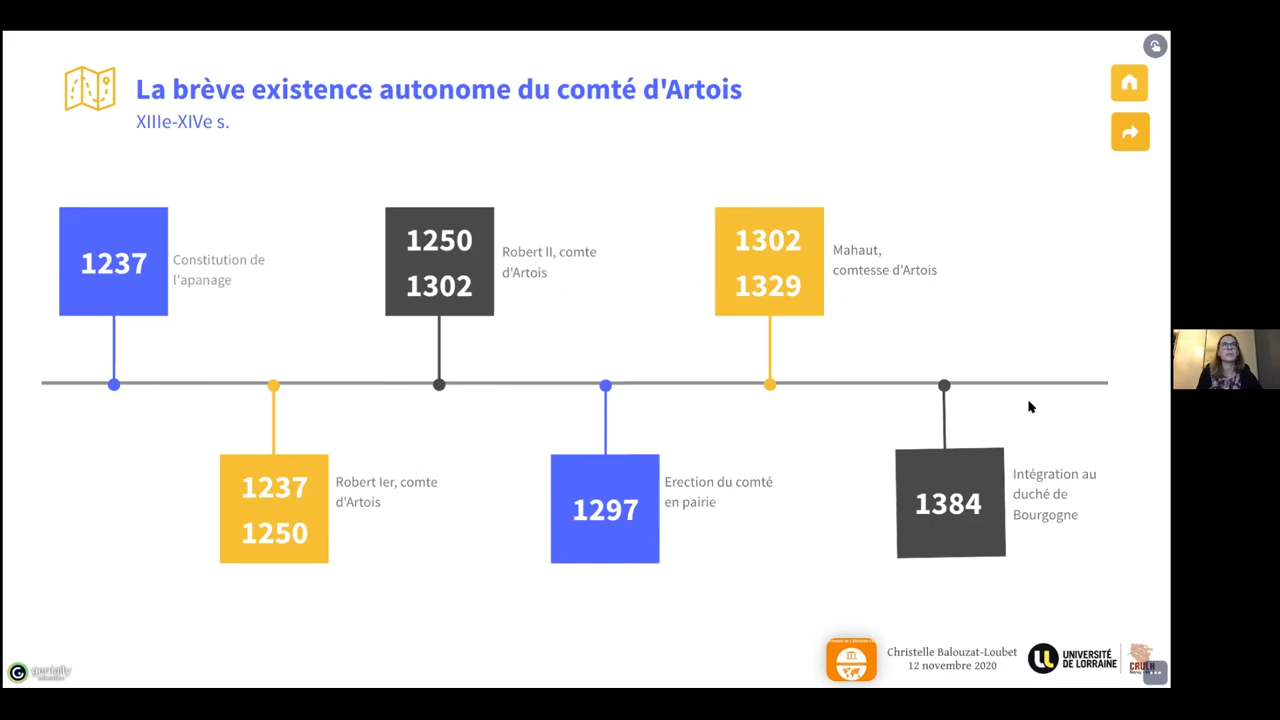 La brève existence autonome du comté d'Artois
XIIIe-XIVe s.
1237
Constitution de
l'apanage
1250
1302
Robert II, comte
d'Artois
1302
1329
Mahaut,
comtesse d'Artois
1237
1250
Robert Ier, comte
d'Artois
1297
Erection du comté
en pairie
1384
Intégration au
duché de
Bourgogne
genially
Christelle Balouzat-Loubet
12 novembre 2020
UNIVERSITÉ
DE LORRAINE
CRULH